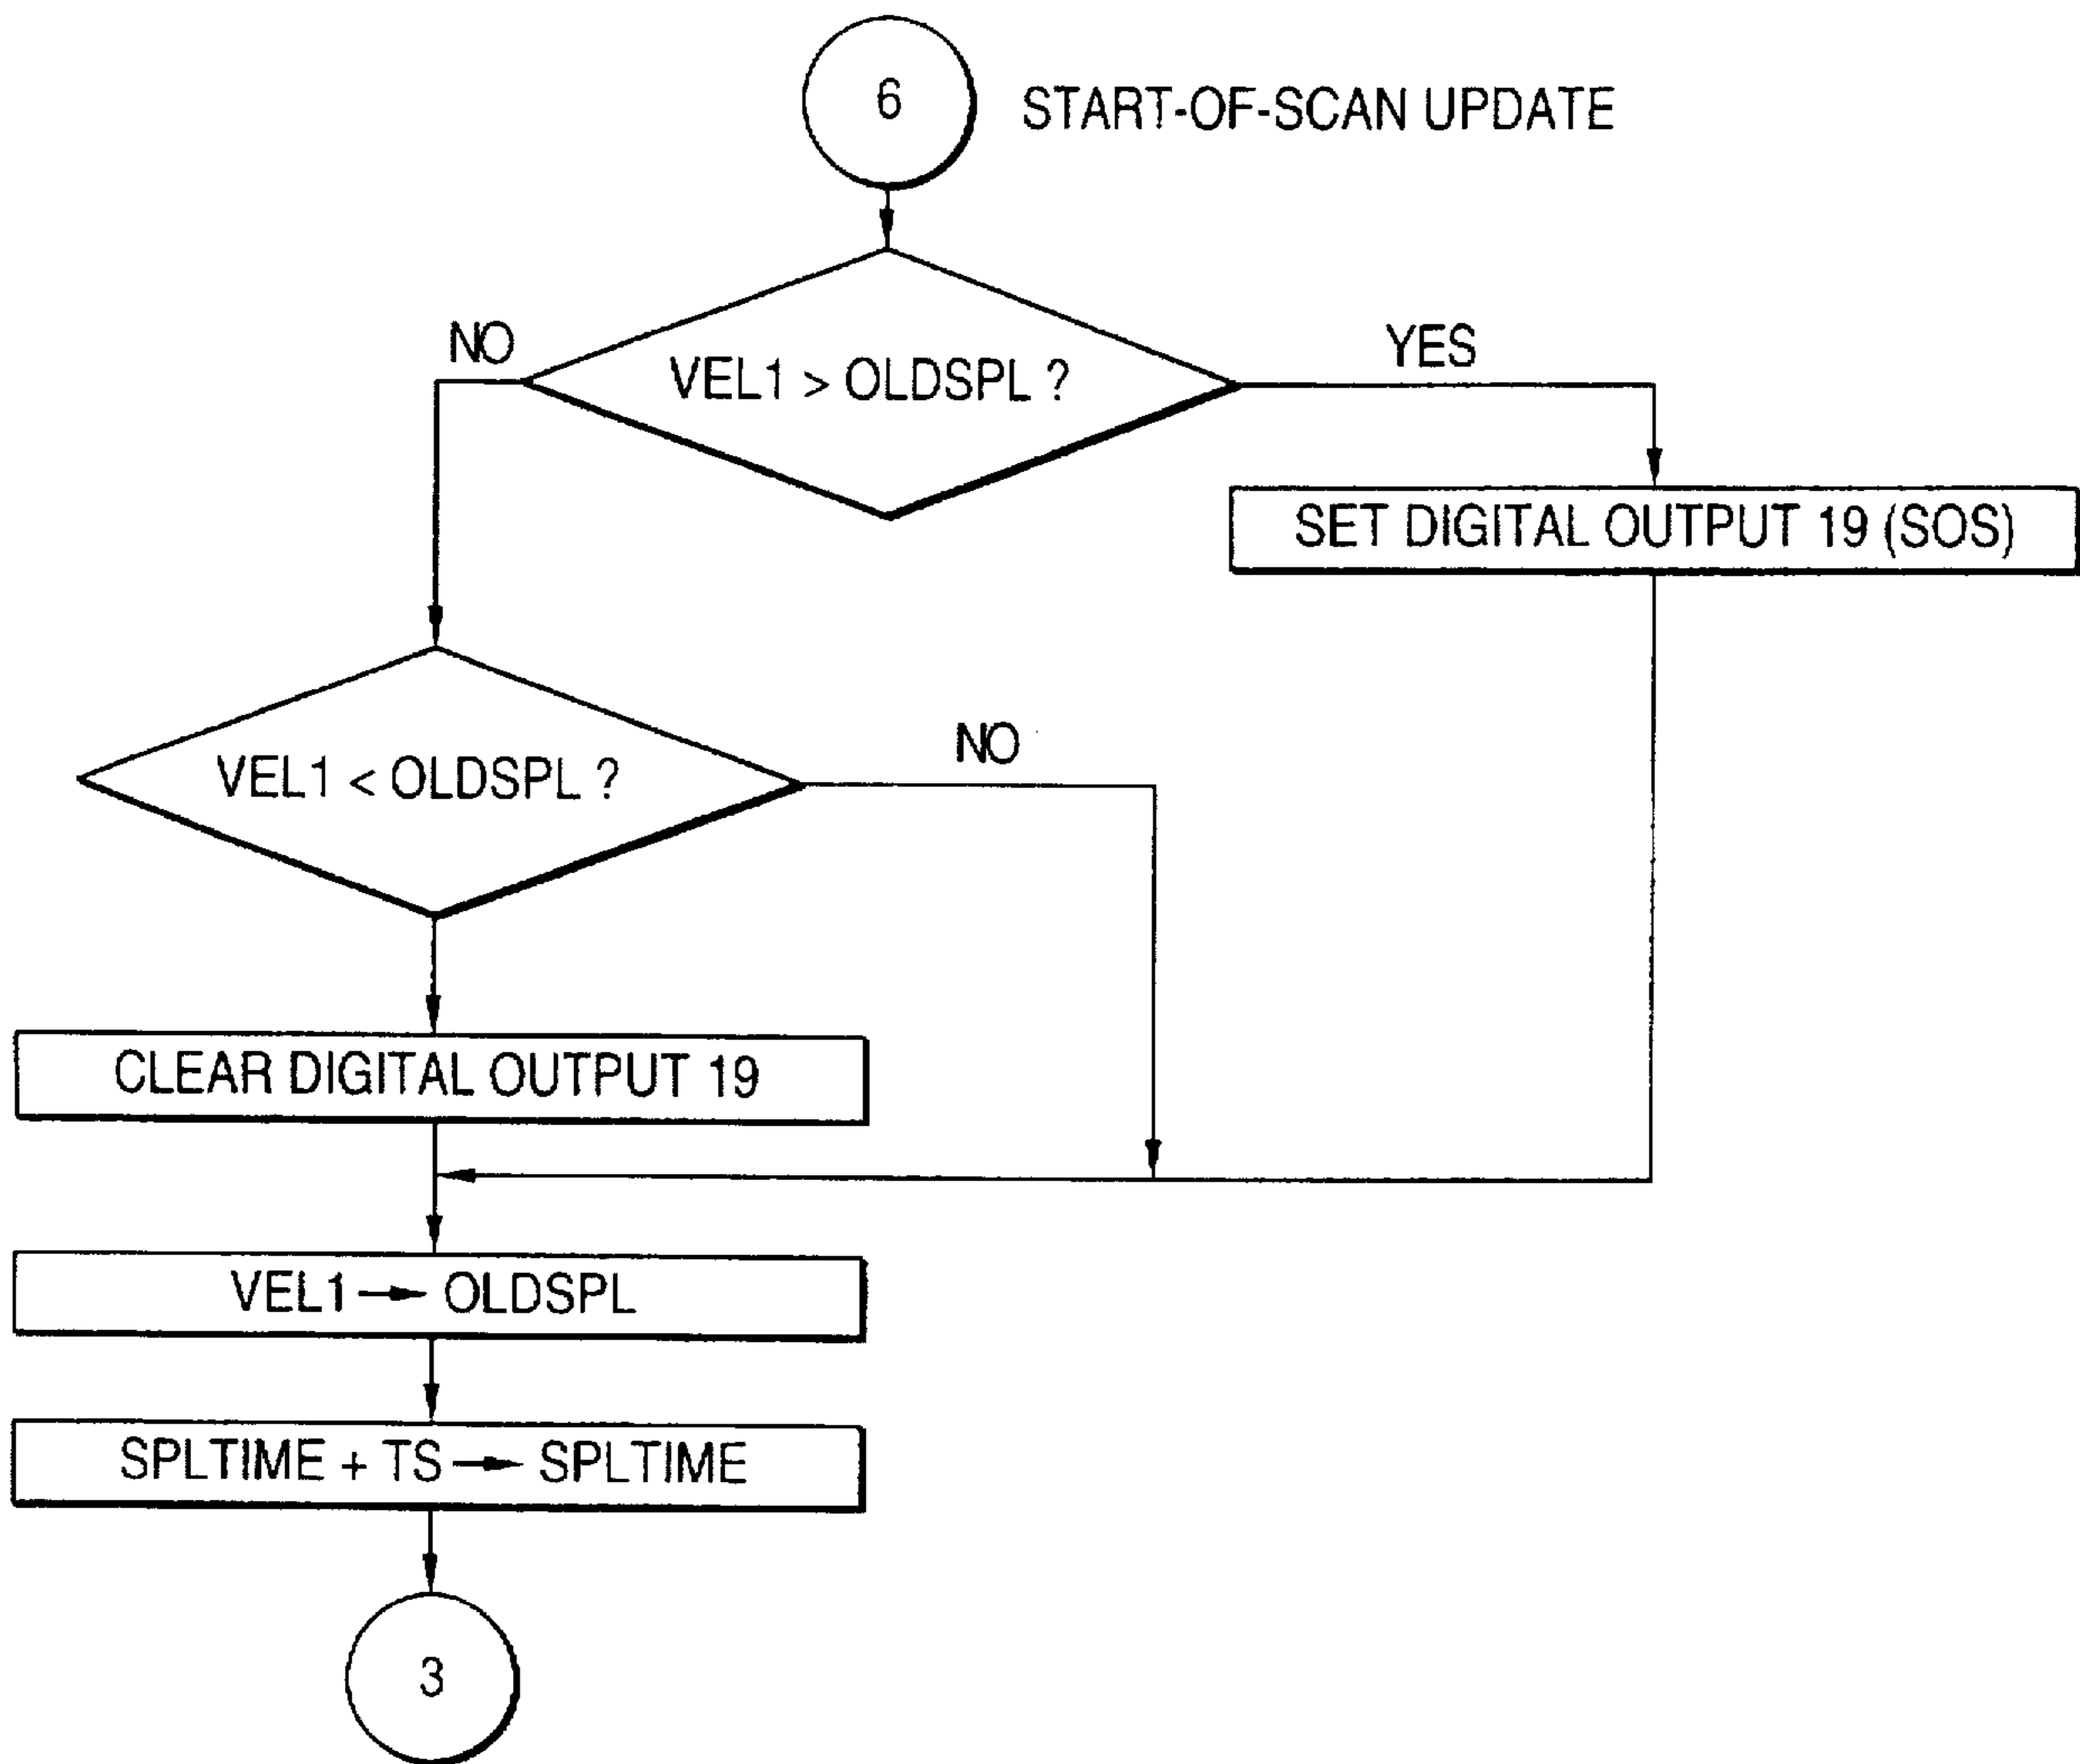 6
START-OF-SCAN UPDATE
NO
VEL1 > OLDSPL ?
YES
SET DIGITAL OUTPUT 19 (SOS)
VEL1 < OLDSPL ?
NO
CLEAR DIGITAL OUTPUT 19
VEL1 → OLDSPL
SPLTIME + TS → SPLTIME
3